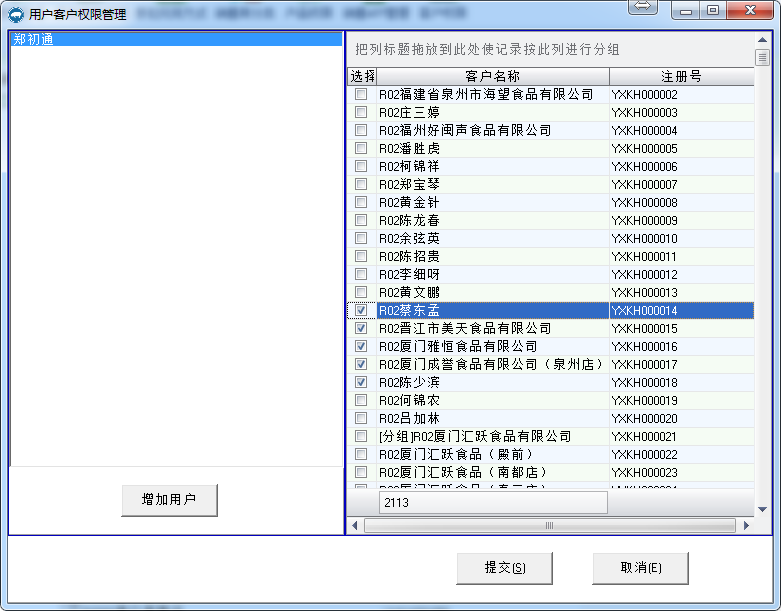 用户客户权限管理
郑初通
把列标题拖放到此处使记录按此列进行分组
选择 客户名称 注册号
R02福建省泉州市海望食品有限公司 YXKH000002
R02庄三婷 YXKH000003
R02福州好闽声食品有限公司 YXKH000004
R02潘胜虎 YXKH000005
R02柯锦祥 YXKH000006
R02郑宝琴 YXKH000007
R02黄金针 YXKH000008
R02陈龙春 YXKH000009
R02余弦英 YXKH000010
R02陈招贵 YXKH000011
R02李细呀 YXKH000012
R02黄文鹏 YXKH000013
R02蔡东孟 YXKH000014
R02晋江市美天食品有限公司 YXKH000015
R02厦门雅恒食品有限公司 YXKH000016
R02厦门成誉食品有限公司（泉州店） YXKH000017
R02陈少滨 YXKH000018
R02何锦农 YXKH000019
R02吕加林 YXKH000020
[分组]R02厦门汇跃食品有限公司 YXKH000021
R02厦门汇跃食品（殿前） YXKH000022
R02厦门汇跃食品（南都店） YXKH000023
2113
增加用户
提交(S) 取消(E)